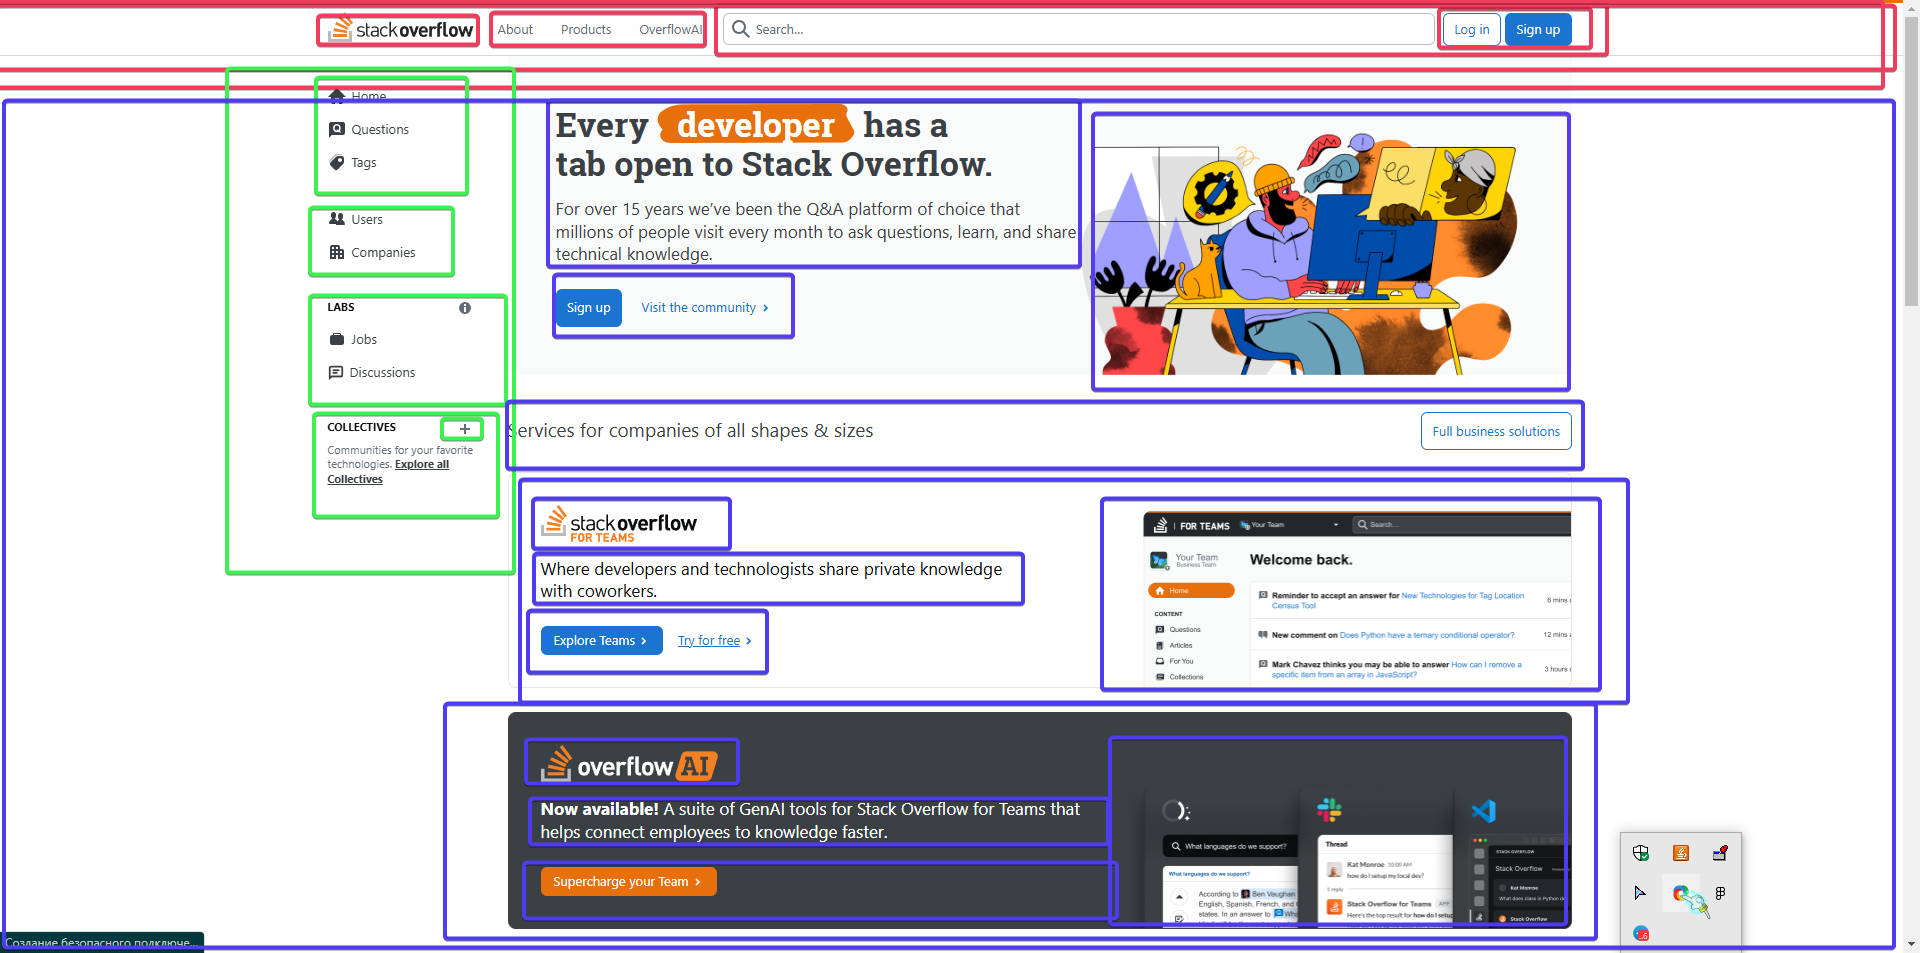 stackoverflow
About
Products
OverflowAI
Search...
Log in
Sign up
Home
Questions
Tags
Users
Companies
LABS
Jobs
Discussions
COLLECTIVES
Communities for your favorite
technologies. Explore all
Collectives
Every developer has a
tab open to Stack Overflow.
For over 15 years we’ve been the Q&A platform of choice that
millions of people visit every month to ask questions, learn, and share
technical knowledge.
Sign up
Visit the community
Services for companies of all shapes & sizes
Full business solutions
stackoverflow
FOR TEAMS
Where developers and technologists share private knowledge
with coworkers.
Explore Teams
Try for free
FOR TEAMS
Your Team
Search...
Your Team
Business Team
Home
CONTENT
Questions
Articles
For You
Collections
Welcome back.
Reminder to accept an answer for New Technologies for Tag Location
Census Tool
6 mins
New comment on Does Python have a ternary conditional operator?
12 mins
Mark Chavez thinks you may be able to answer How can I remove a
specific item from an array in JavaScript?
3 hours
overflow AI
Now available! A suite of GenAI tools for Stack Overflow for Teams that
helps connect employees to knowledge faster.
Supercharge your Team
What languages do we support?
What languages do we support?
According to Ben Vaughan
English, Spanish, French, and
states. In an answer to
Thread
Kat Monroe 10:00 AM
how do I setup my local dev?
1 reply
Stack Overflow for Teams APP
Here's the top result for how do I setup
STACK OVERFLOW
Stack Overflow
Kat Monroe
What does class in Python do
Stack Overflow
Создание безопасного подключе...